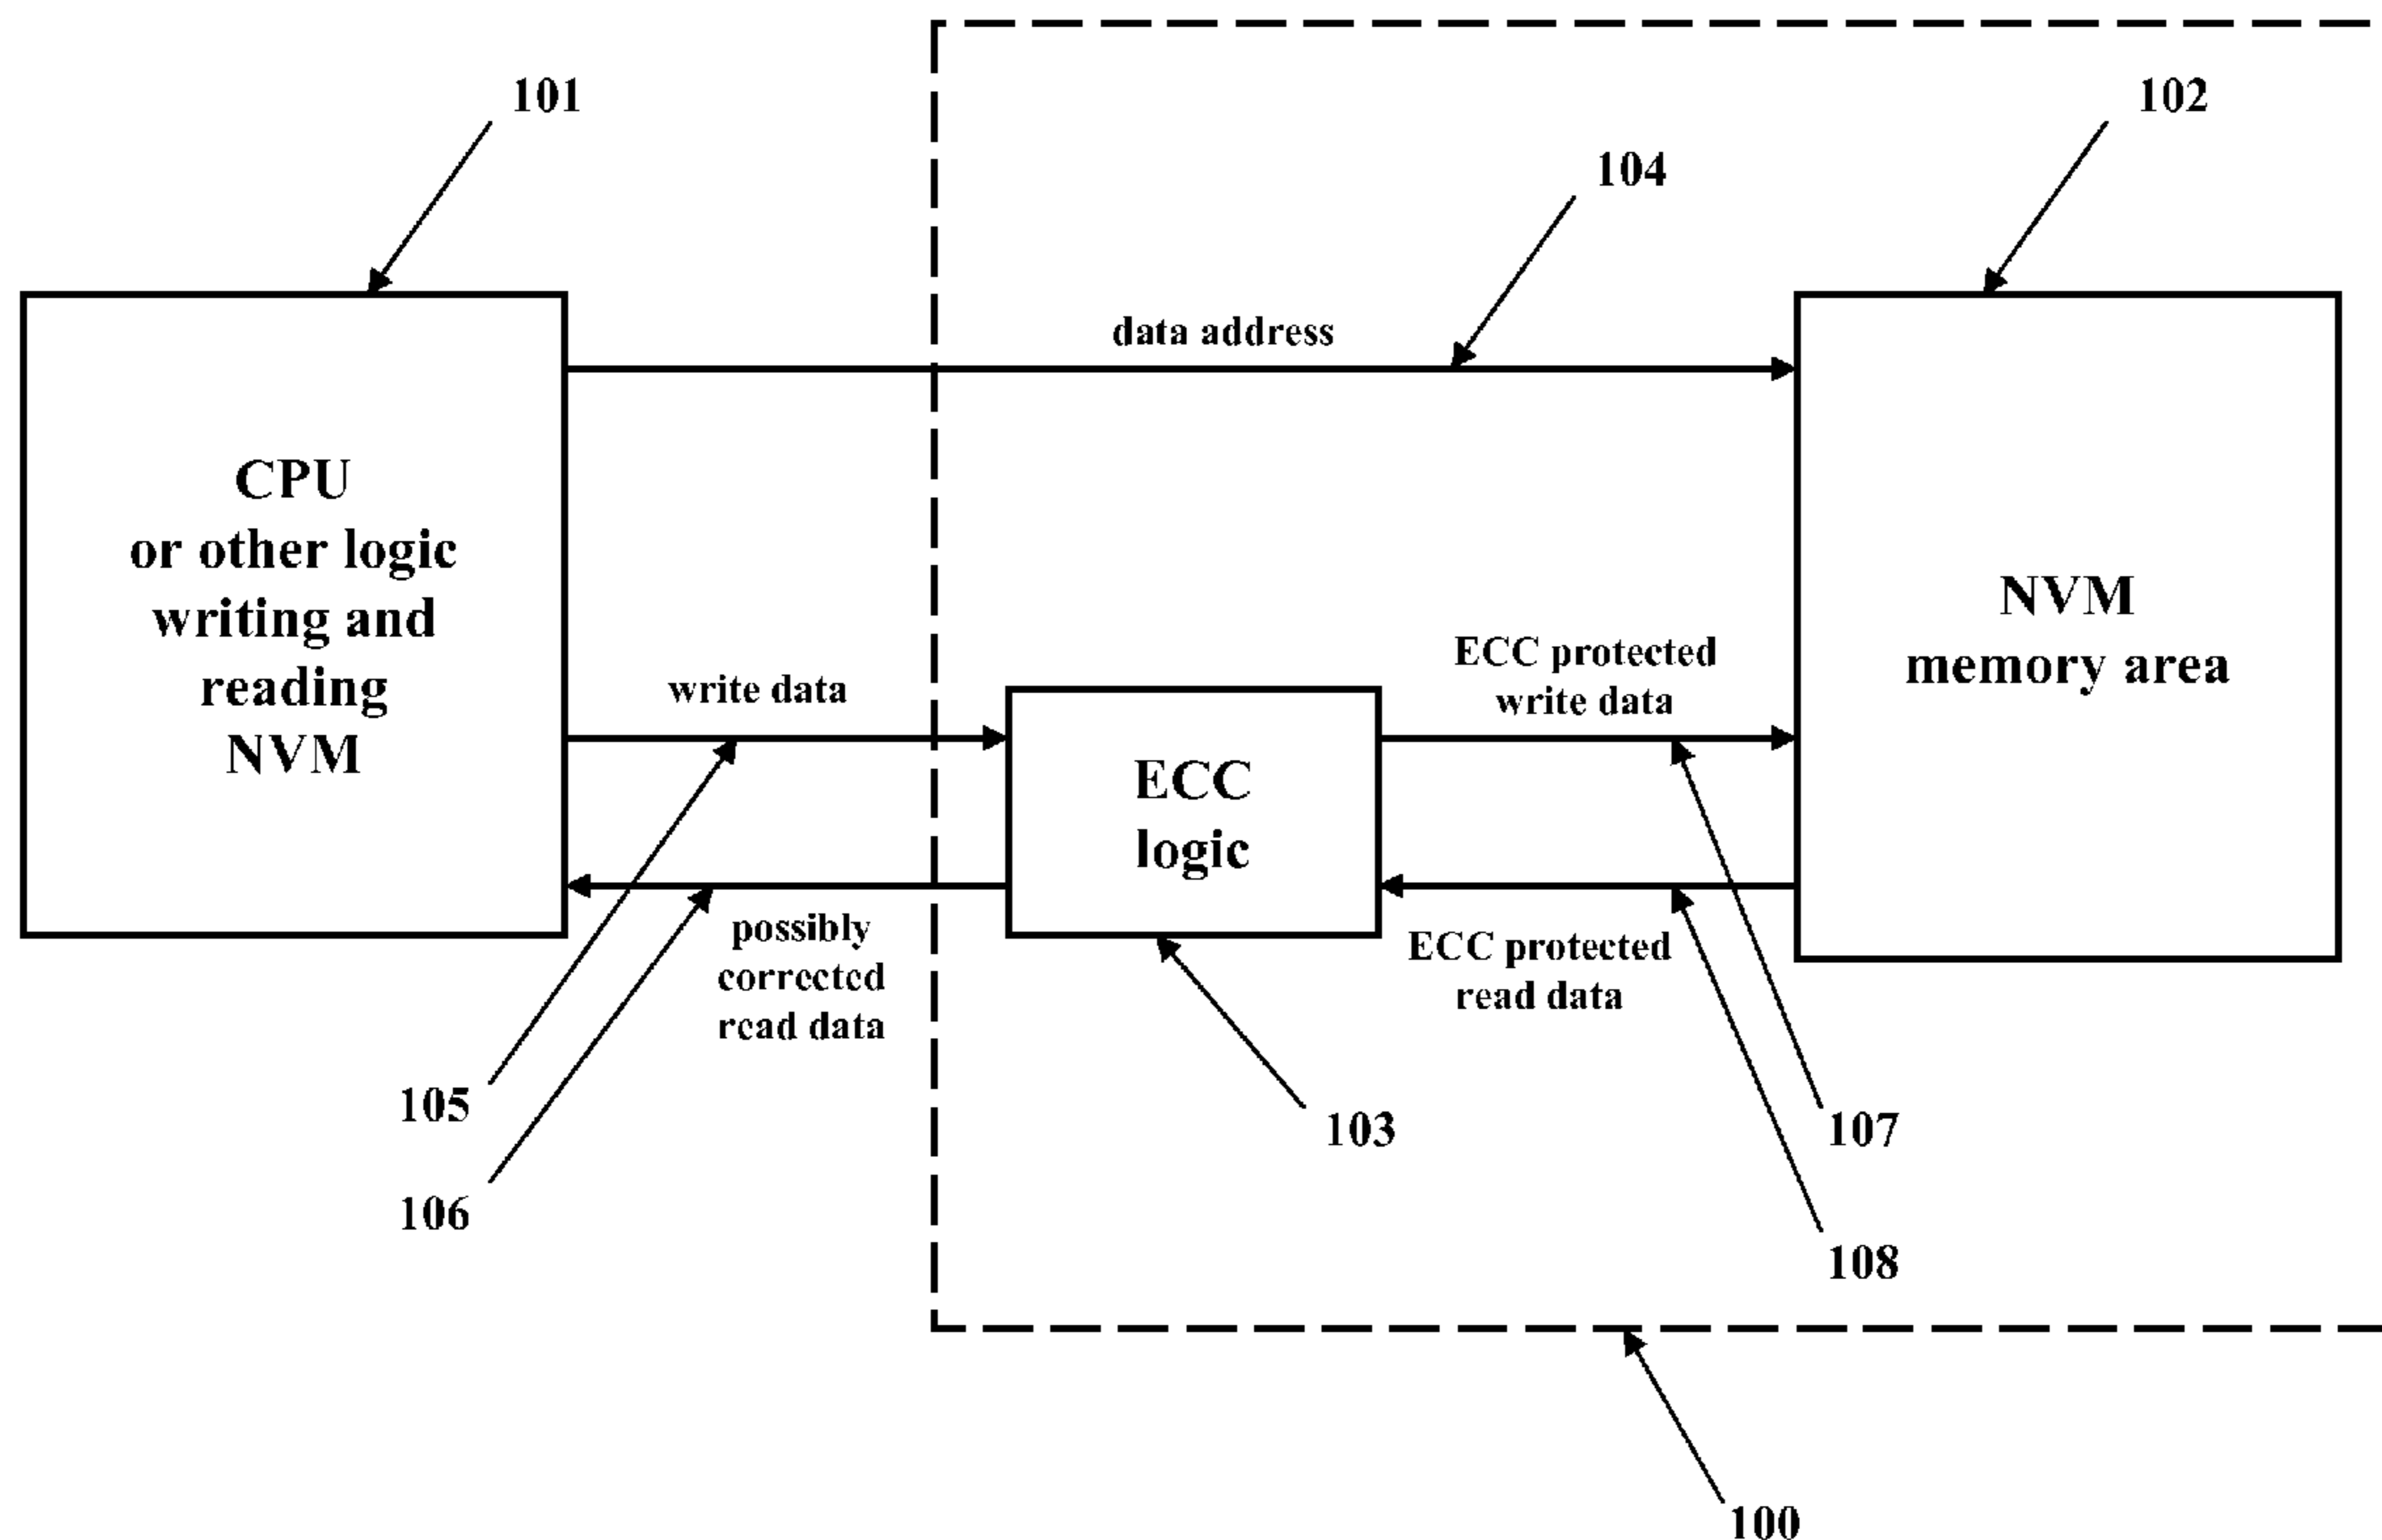 101
102
104
data address
CPU
or other logic
writing and
reading
NVM
NVM
memory area
write data
ECC protected
write data
ECC
logic
possibly
corrected
read data
ECC protected
read data
105
103
107
106
108
100